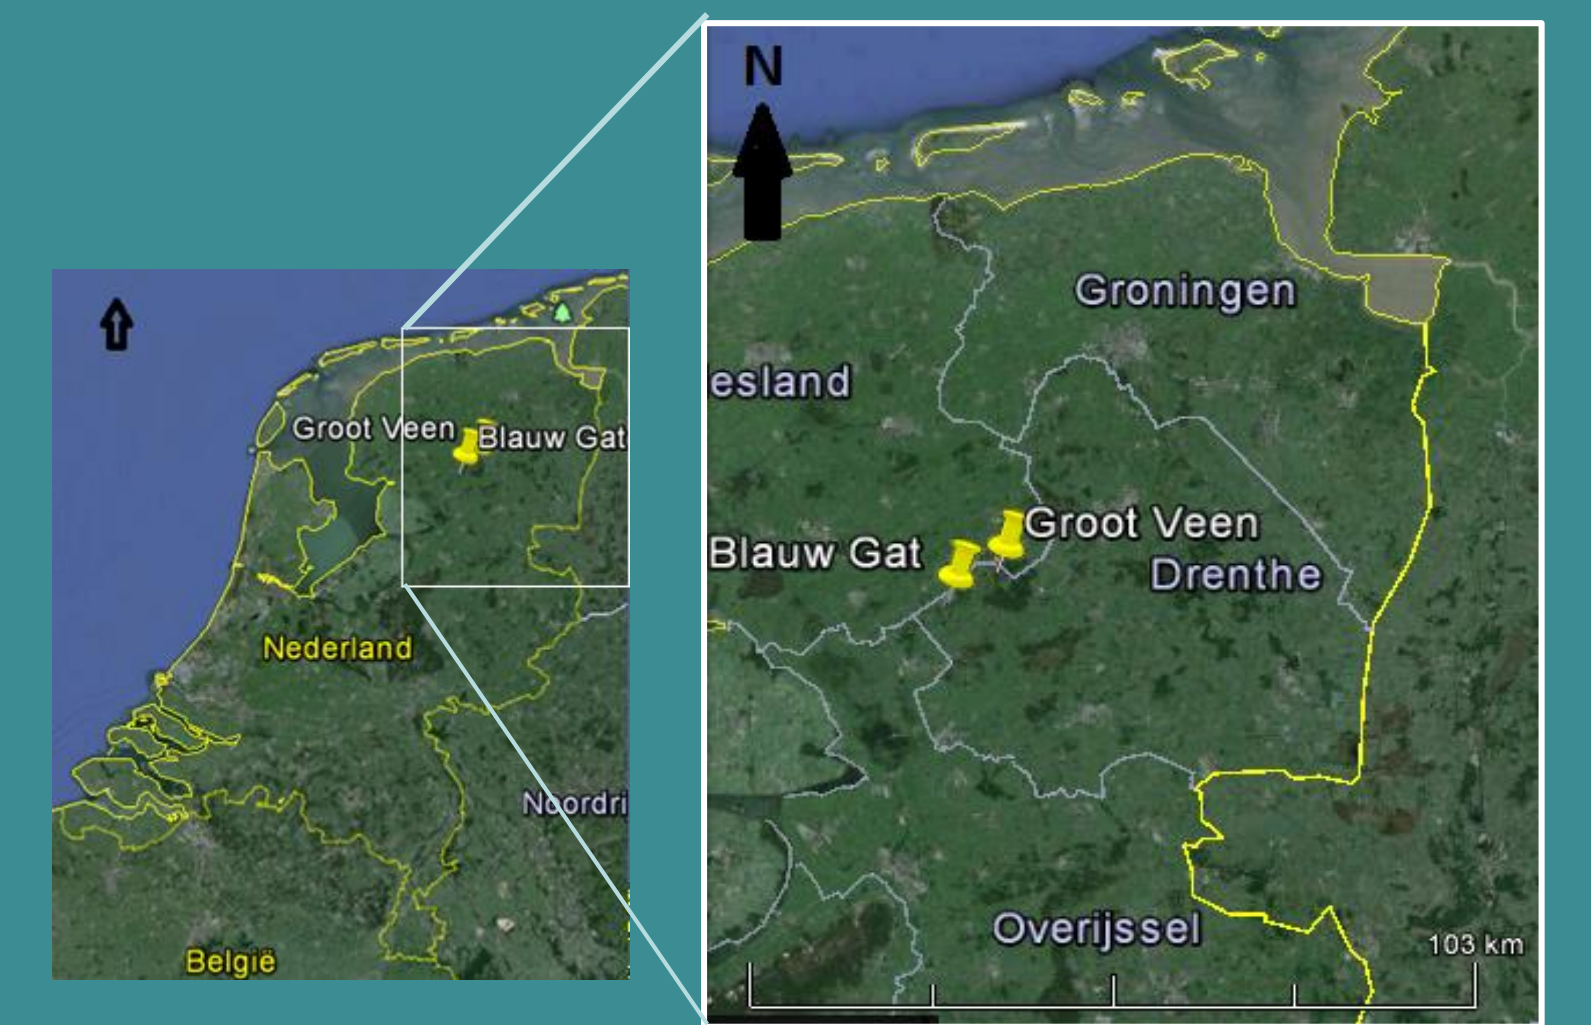 Groot Veen
Blauw Gat
Nederland
Noordri
België
N
Groningen
esland
Groot Veen
Blauw Gat
Drenthe
Overijssel
103 km